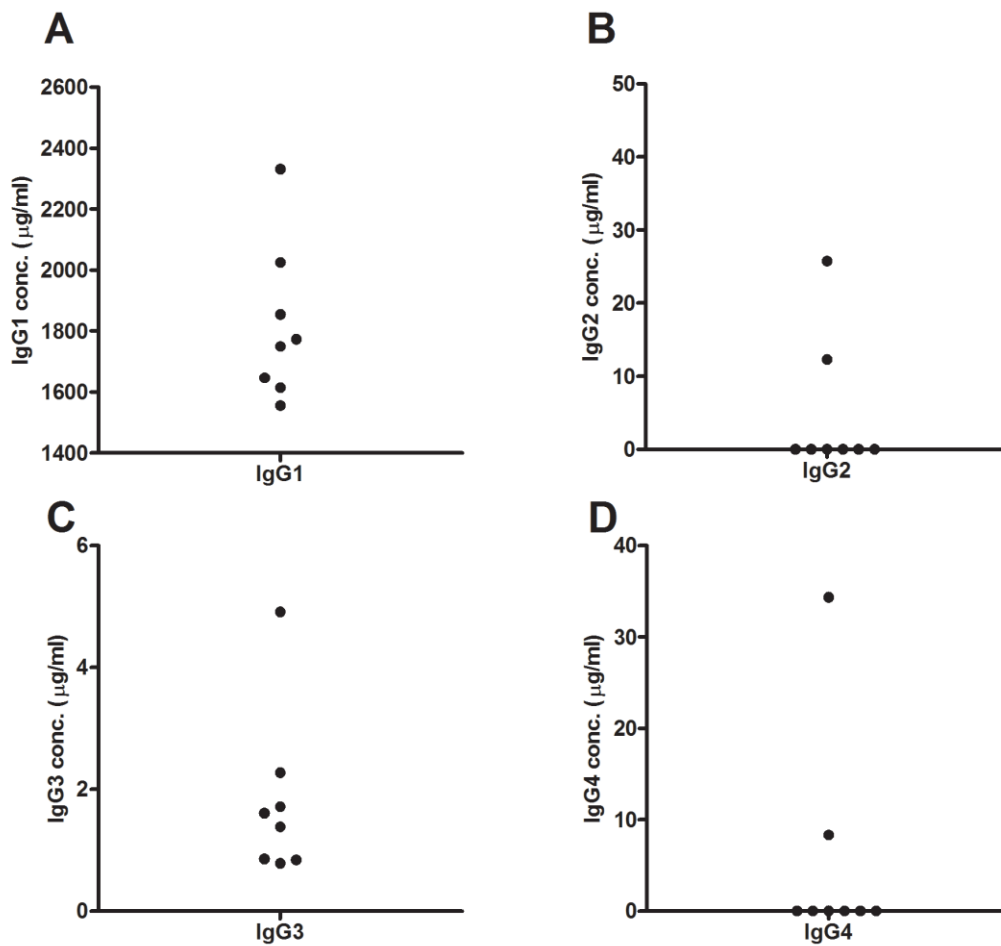 A
IgG1 conc. (μg/ml)
2600
2400
2200
2000
1800
1600
1400
IgG1
B
IgG2 conc. (μg/ml)
50
40
30
20
10
0
IgG2
C
IgG3 conc. (μg/ml)
6
4
2
0
IgG3
D
IgG4 conc. (μg/ml)
40
30
20
10
0
IgG4